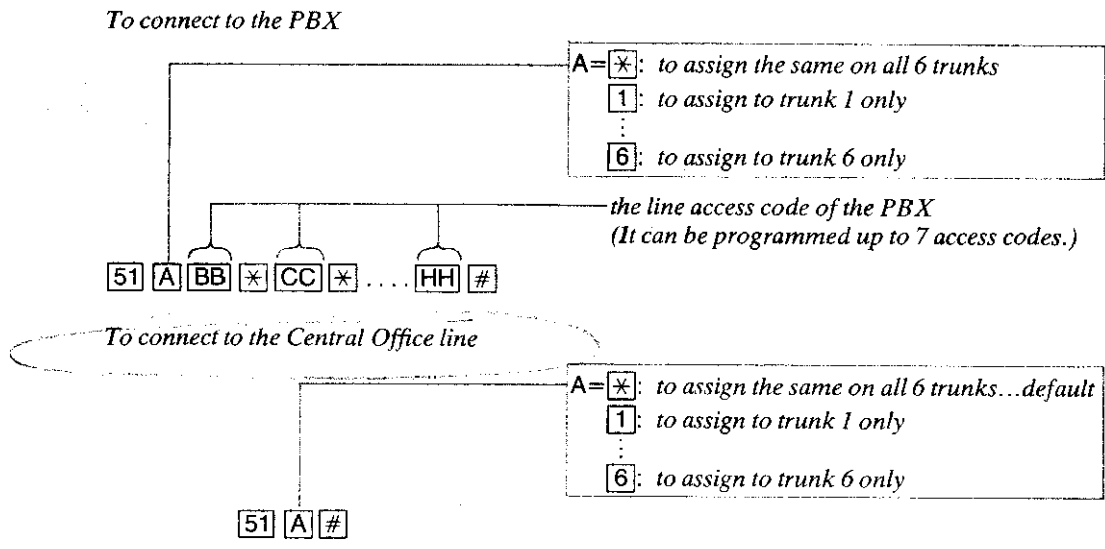 To connect to the PBX
A= * : to assign the same on all 6 trunks
1 : to assign to trunk 1 only
⋮
6 : to assign to trunk 6 only
the line access code of the PBX
(It can be programmed up to 7 access codes.)
51 A BB * CC * .... HH #
To connect to the Central Office line
A= * : to assign the same on all 6 trunks...default
1 : to assign to trunk 1 only
⋮
6 : to assign to trunk 6 only
51 A #